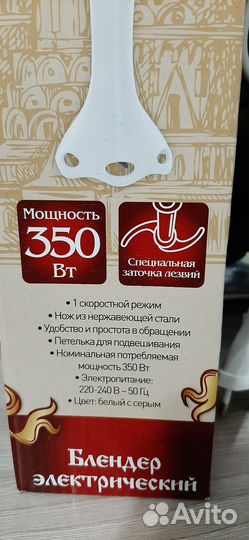 Мощность
350
Вт
Специальная
заточка лезвий
• 1 скоростной режим
• Нож из нержавеющей стали
• Удобство и простота в обращении
• Петелька для подвешивания
• Номинальная потребляемая
мощность 350 Вт
• Электропитание:
220-240 В ~ 50 Гц
• Цвет: белый с серым
Блендер
электрический
Avito